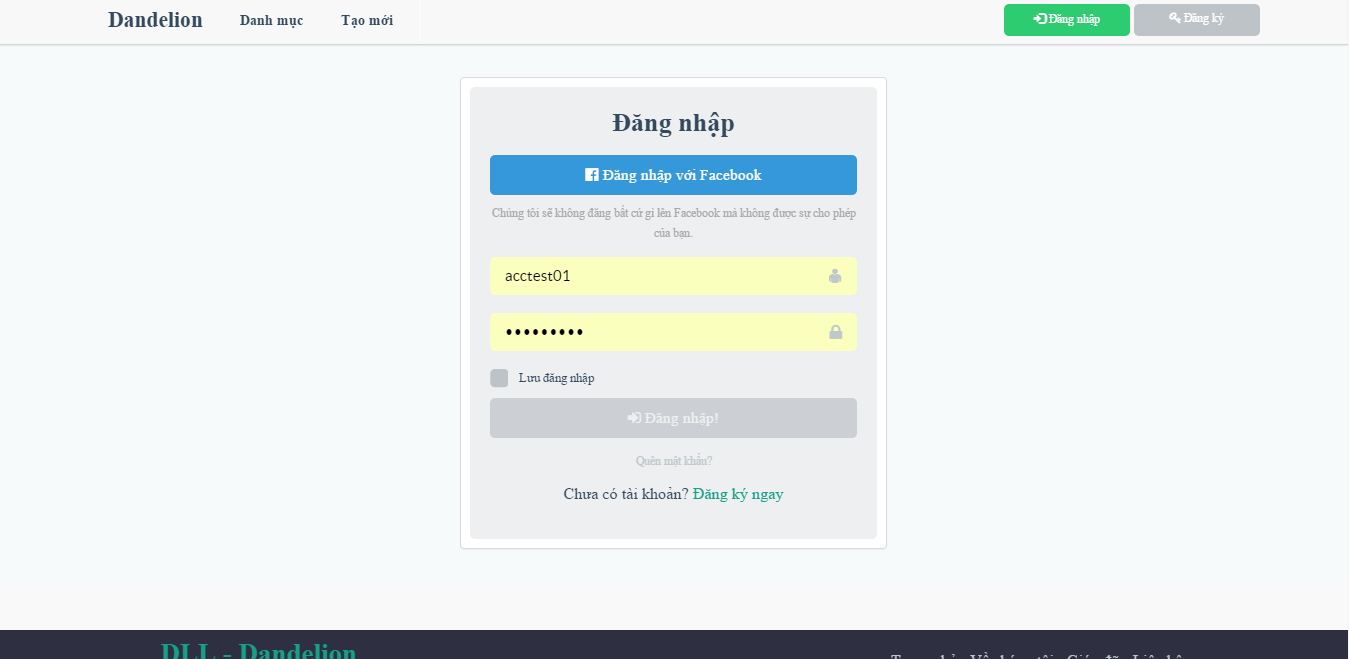 Dandelion Danh mục Tạo mới Đăng nhập Đăng ký
Đăng nhập
Đăng nhập với Facebook
Chúng tôi sẽ không đăng bất cứ gì lên Facebook mà không được sự cho phép
của bạn.
acctest01
•••••••••
Lưu đăng nhập
Đăng nhập!
Quên mật khẩu?
Chưa có tài khoản? Đăng ký ngay
DLL - Dandelion